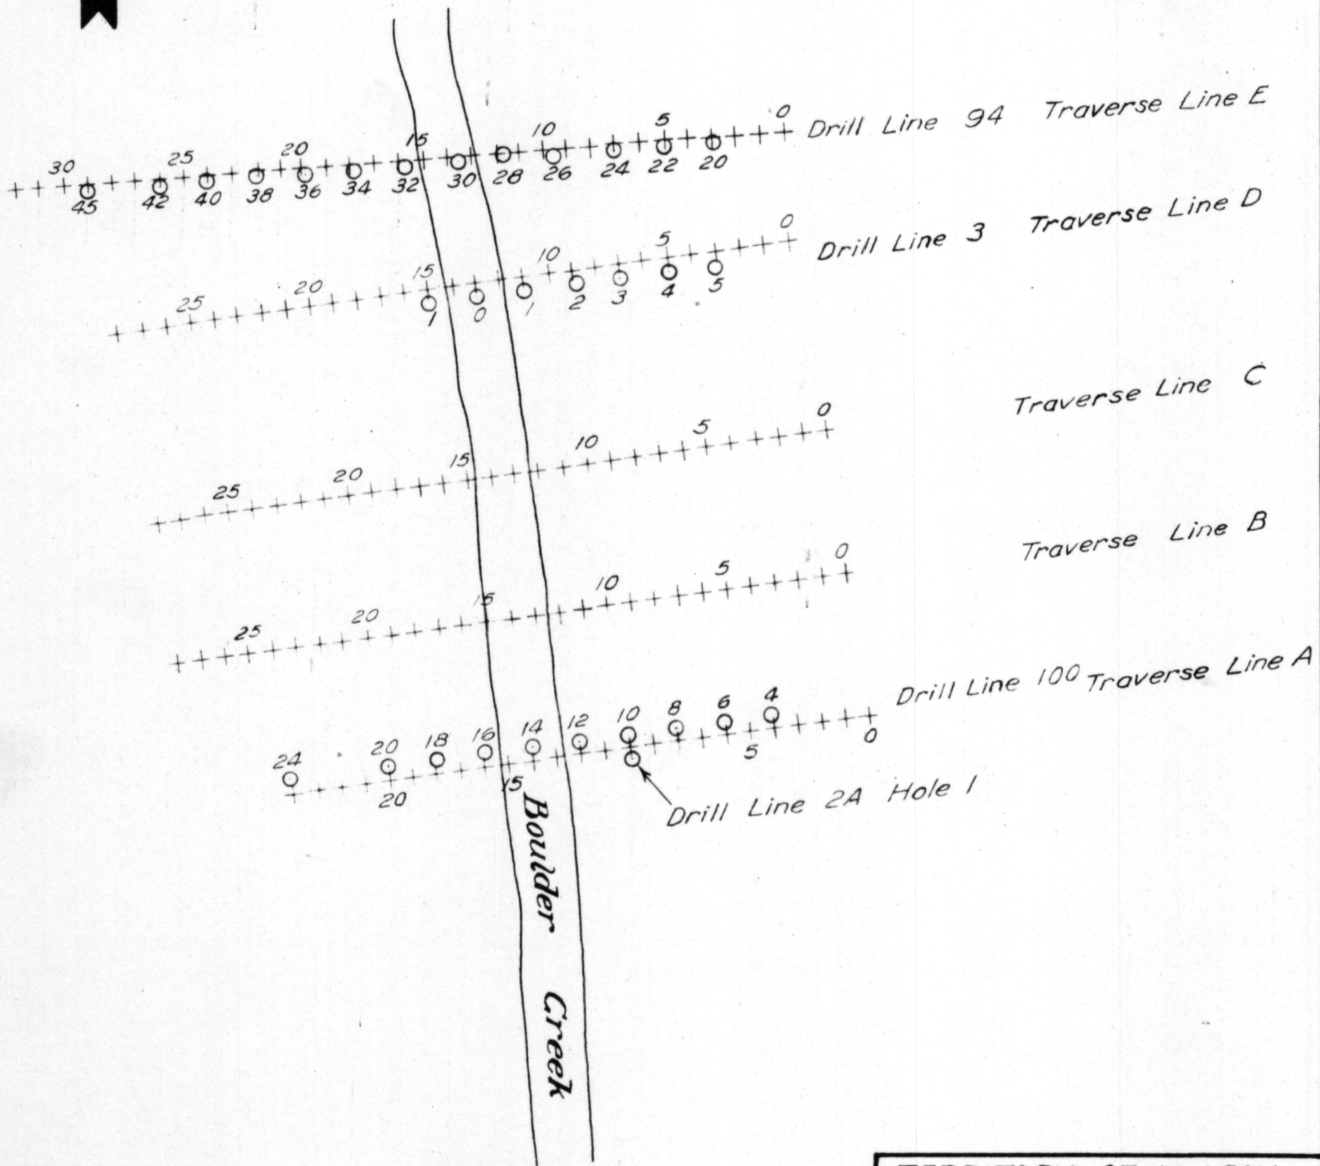 0
5
10
15
20
25
30
Drill Line 94 Traverse Line E
45 42 40 38 36 34 32 30 28 26 24 22 20
25 20 15 10 5 0
Drill Line 3 Traverse Line D
1 0 1 2 3 4 5
25 20 15 10 5 0
Traverse Line C
25 20 15 10 5 0
Traverse Line B
24 20 18 16 14 12 10 8 6 4
Drill Line 100 Traverse Line A
20 15 5 0
Drill Line 2A Hole 1
Boulder Creek